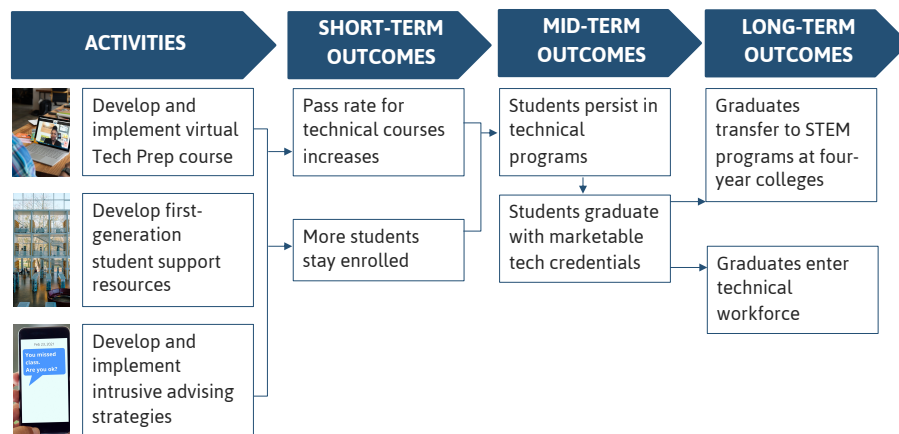 ACTIVITIES
SHORT-TERM
OUTCOMES
MID-TERM
OUTCOMES
LONG-TERM
OUTCOMES
Develop and
implement virtual
Tech Prep course
Develop first-
generation
student support
resources
Feb 23, 2021
You missed
class.
Are you ok?
Develop and
implement
intrusive advising
strategies
Pass rate for
technical courses
increases
More students
stay enrolled
Students persist in
technical
programs
Students graduate
with marketable
tech credentials
Graduates
transfer to STEM
programs at four-
year colleges
Graduates enter
technical
workforce